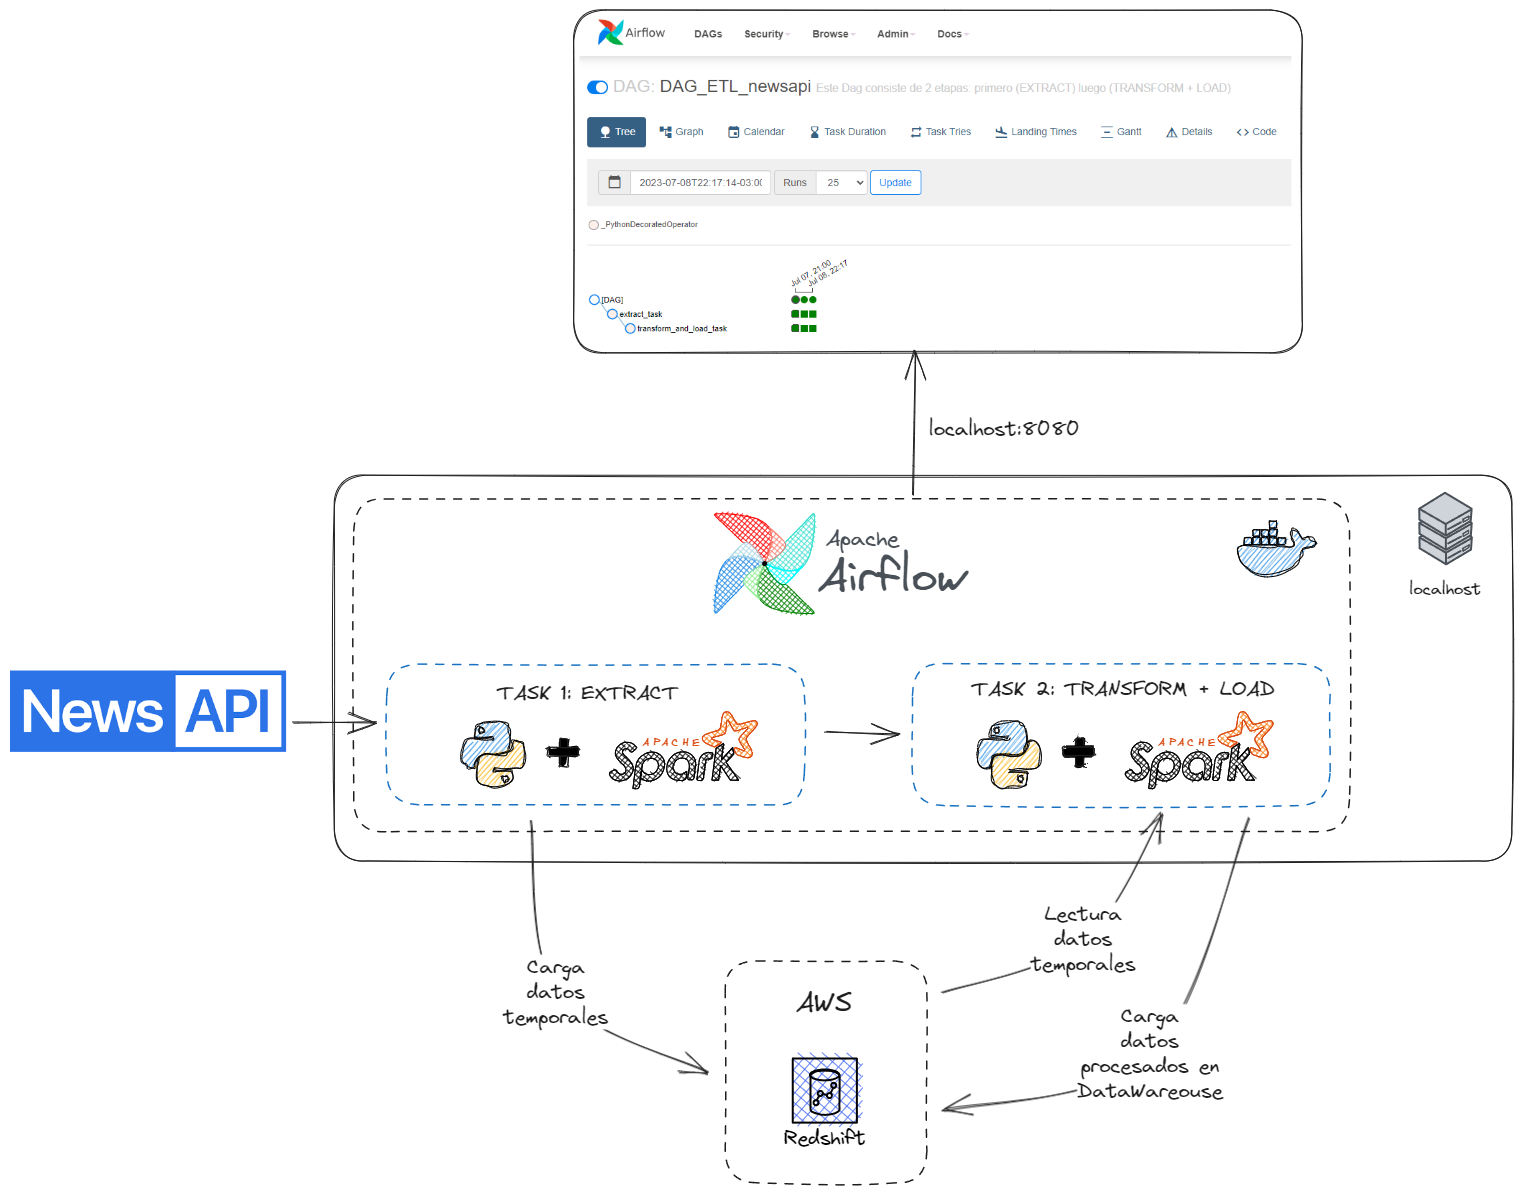 Airflow DAGs Security Browse Admin Docs
DAG: DAG_ETL_newsapi Este Dag consiste de 2 etapas. primero (EXTRACT) luego (TRANSFORM + LOAD)
Tree Graph Calendar Task Duration Task Tries Landing Times Gantt Details Code
2023-07-08T22:17:14-03:00 Runs 25 Update
_PythonDecoratedOperator
Jul 07, 21:00
Jul 08, 22:17
[DAG]
extract_task
transform_and_load_task
localhost:8080
Apache
Airflow
localhost
News API
TASK 1: EXTRACT
APACHE
Spark
TASK 2: TRANSFORM + LOAD
APACHE
Spark
Carga
datos
temporales
Lectura
datos
temporales
AWS
Redshift
Carga
datos
procesados en
DataWareouse